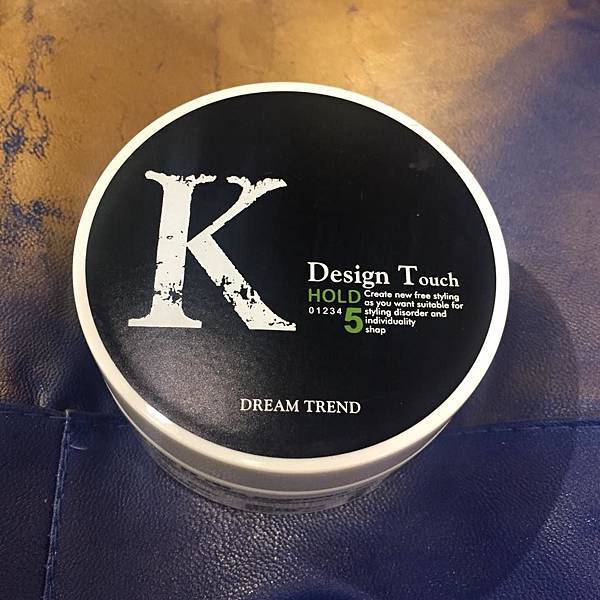 K
Design Touch
HOLD
01234 5
Create new free styling
as you want suitable for
styling disorder and
individuality
shap
DREAM TREND